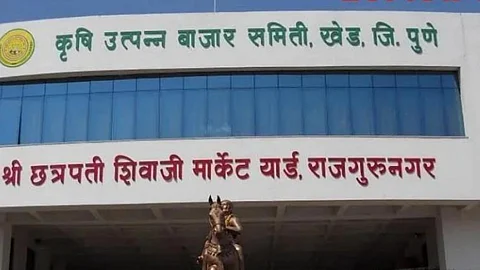 कृषि उत्पन्न बाजार समिती, खेड, जि. पुणे
श्री छत्रपती शिवाजी मार्केट यार्ड, राजगुरुनगर